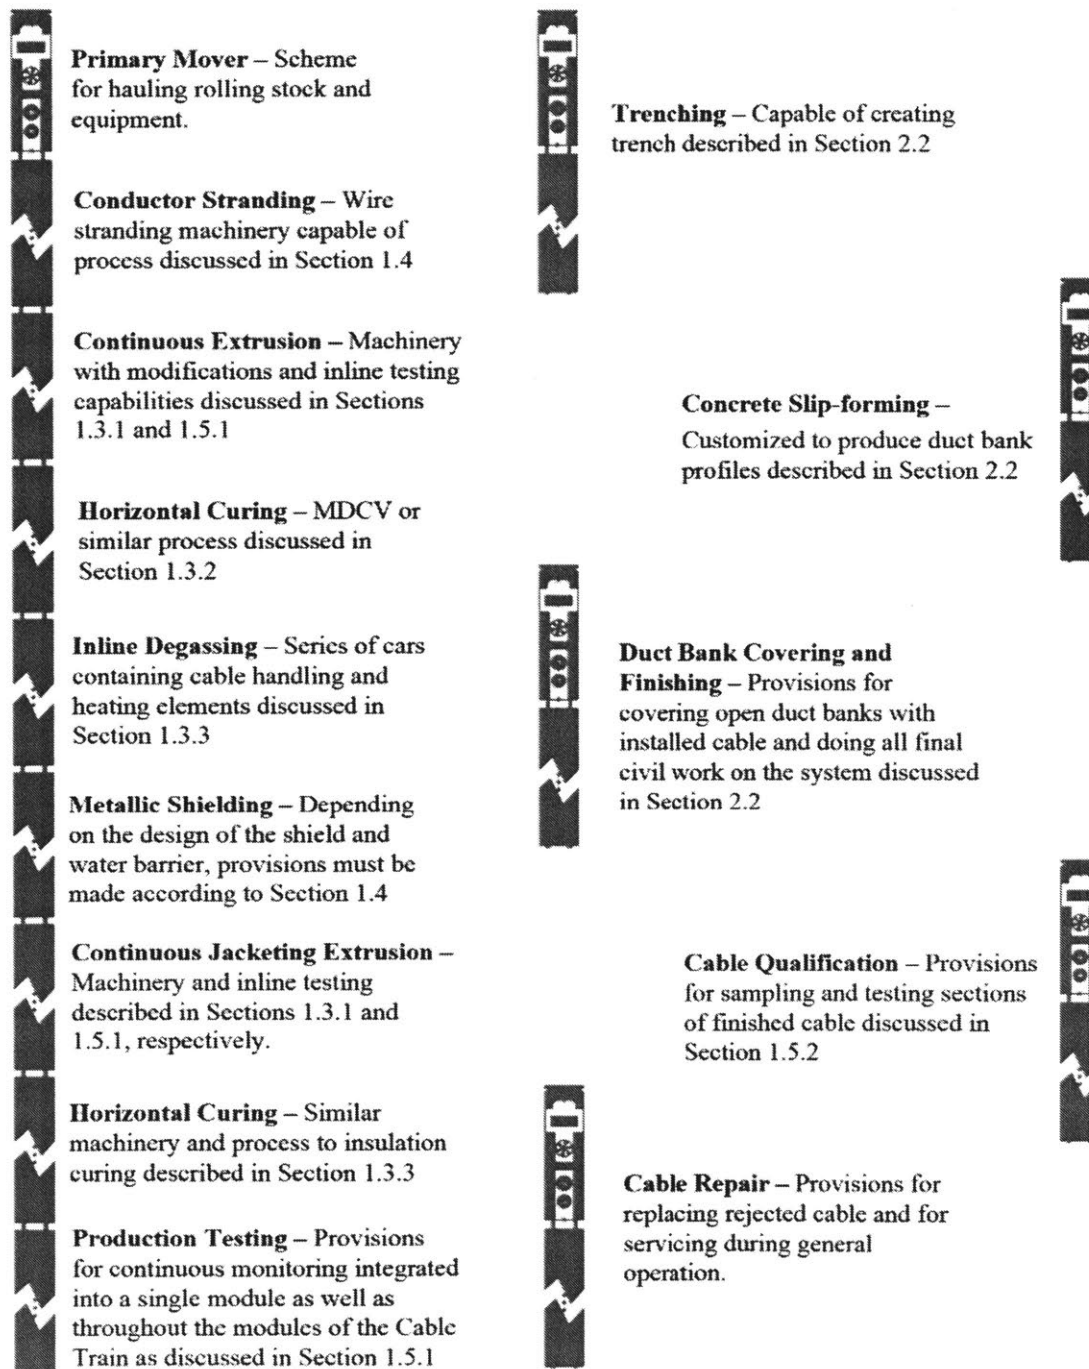 Primary Mover – Scheme
for hauling rolling stock and
equipment.
Conductor Stranding – Wire
stranding machinery capable of
process discussed in Section 1.4
Continuous Extrusion – Machinery
with modifications and inline testing
capabilities discussed in Sections
1.3.1 and 1.5.1
Horizontal Curing – MDCV or
similar process discussed in
Section 1.3.2
Inline Degassing – Series of cars
containing cable handling and
heating elements discussed in
Section 1.3.3
Metallic Shielding – Depending
on the design of the shield and
water barrier, provisions must be
made according to Section 1.4
Continuous Jacketing Extrusion –
Machinery and inline testing
described in Sections 1.3.1 and
1.5.1, respectively.
Horizontal Curing – Similar
machinery and process to insulation
curing described in Section 1.3.3
Production Testing – Provisions
for continuous monitoring integrated
into a single module as well as
throughout the modules of the Cable
Train as discussed in Section 1.5.1
Trenching – Capable of creating
trench described in Section 2.2
Concrete Slip-forming –
Customized to produce duct bank
profiles described in Section 2.2
Duct Bank Covering and
Finishing – Provisions for
covering open duct banks with
installed cable and doing all final
civil work on the system discussed
in Section 2.2
Cable Qualification – Provisions
for sampling and testing sections
of finished cable discussed in
Section 1.5.2
Cable Repair – Provisions for
replacing rejected cable and for
servicing during general
operation.